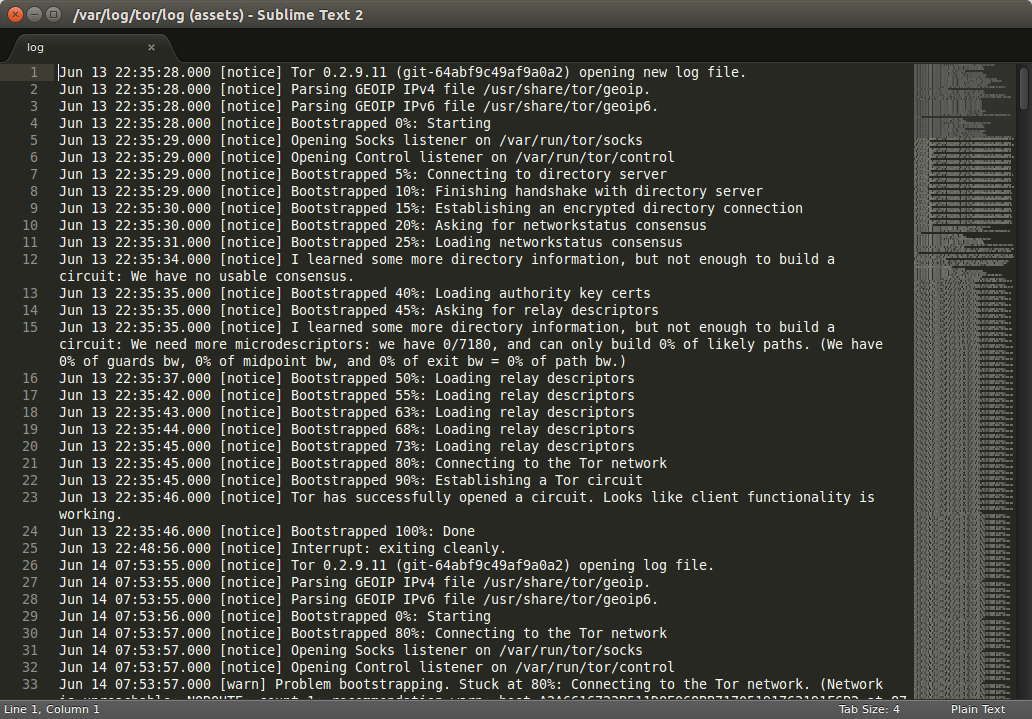 /var/log/tor/log (assets) - Sublime Text 2
log ×
1 Jun 13 22:35:28.000 [notice] Tor 0.2.9.11 (git-64abf9c49af9a0a2) opening new log file.
2 Jun 13 22:35:28.000 [notice] Parsing GEOIP IPv4 file /usr/share/tor/geoip.
3 Jun 13 22:35:28.000 [notice] Parsing GEOIP IPv6 file /usr/share/tor/geoip6.
4 Jun 13 22:35:28.000 [notice] Bootstrapped 0%: Starting
5 Jun 13 22:35:29.000 [notice] Opening Socks listener on /var/run/tor/socks
6 Jun 13 22:35:29.000 [notice] Opening Control listener on /var/run/tor/control
7 Jun 13 22:35:29.000 [notice] Bootstrapped 5%: Connecting to directory server
8 Jun 13 22:35:29.000 [notice] Bootstrapped 10%: Finishing handshake with directory server
9 Jun 13 22:35:30.000 [notice] Bootstrapped 15%: Establishing an encrypted directory connection
10 Jun 13 22:35:30.000 [notice] Bootstrapped 20%: Asking for networkstatus consensus
11 Jun 13 22:35:31.000 [notice] Bootstrapped 25%: Loading networkstatus consensus
12 Jun 13 22:35:34.000 [notice] I learned some more directory information, but not enough to build a
circuit: We have no usable consensus.
13 Jun 13 22:35:35.000 [notice] Bootstrapped 40%: Loading authority key certs
14 Jun 13 22:35:35.000 [notice] Bootstrapped 45%: Asking for relay descriptors
15 Jun 13 22:35:35.000 [notice] I learned some more directory information, but not enough to build a
circuit: We need more microdescriptors: we have 0/7180, and can only build 0% of likely paths. (We have
0% of guards bw, 0% of midpoint bw, and 0% of exit bw = 0% of path bw.)
16 Jun 13 22:35:37.000 [notice] Bootstrapped 50%: Loading relay descriptors
17 Jun 13 22:35:42.000 [notice] Bootstrapped 55%: Loading relay descriptors
18 Jun 13 22:35:43.000 [notice] Bootstrapped 63%: Loading relay descriptors
19 Jun 13 22:35:44.000 [notice] Bootstrapped 68%: Loading relay descriptors
20 Jun 13 22:35:45.000 [notice] Bootstrapped 73%: Loading relay descriptors
21 Jun 13 22:35:45.000 [notice] Bootstrapped 80%: Connecting to the Tor network
22 Jun 13 22:35:45.000 [notice] Bootstrapped 90%: Establishing a Tor circuit
23 Jun 13 22:35:46.000 [notice] Tor has successfully opened a circuit. Looks like client functionality is
working.
24 Jun 13 22:35:46.000 [notice] Bootstrapped 100%: Done
25 Jun 13 22:48:56.000 [notice] Interrupt: exiting cleanly.
26 Jun 14 07:53:55.000 [notice] Tor 0.2.9.11 (git-64abf9c49af9a0a2) opening log file.
27 Jun 14 07:53:55.000 [notice] Parsing GEOIP IPv4 file /usr/share/tor/geoip.
28 Jun 14 07:53:55.000 [notice] Parsing GEOIP IPv6 file /usr/share/tor/geoip6.
29 Jun 14 07:53:56.000 [notice] Bootstrapped 0%: Starting
30 Jun 14 07:53:57.000 [notice] Bootstrapped 80%: Connecting to the Tor network
31 Jun 14 07:53:57.000 [notice] Opening Socks listener on /var/run/tor/socks
32 Jun 14 07:53:57.000 [notice] Opening Control listener on /var/run/tor/control
33 Jun 14 07:53:57.000 [warn] Problem bootstrapping. Stuck at 80%: Connecting to the Tor network. (Network
Line 1, Column 1 Tab Size: 4 Plain Text